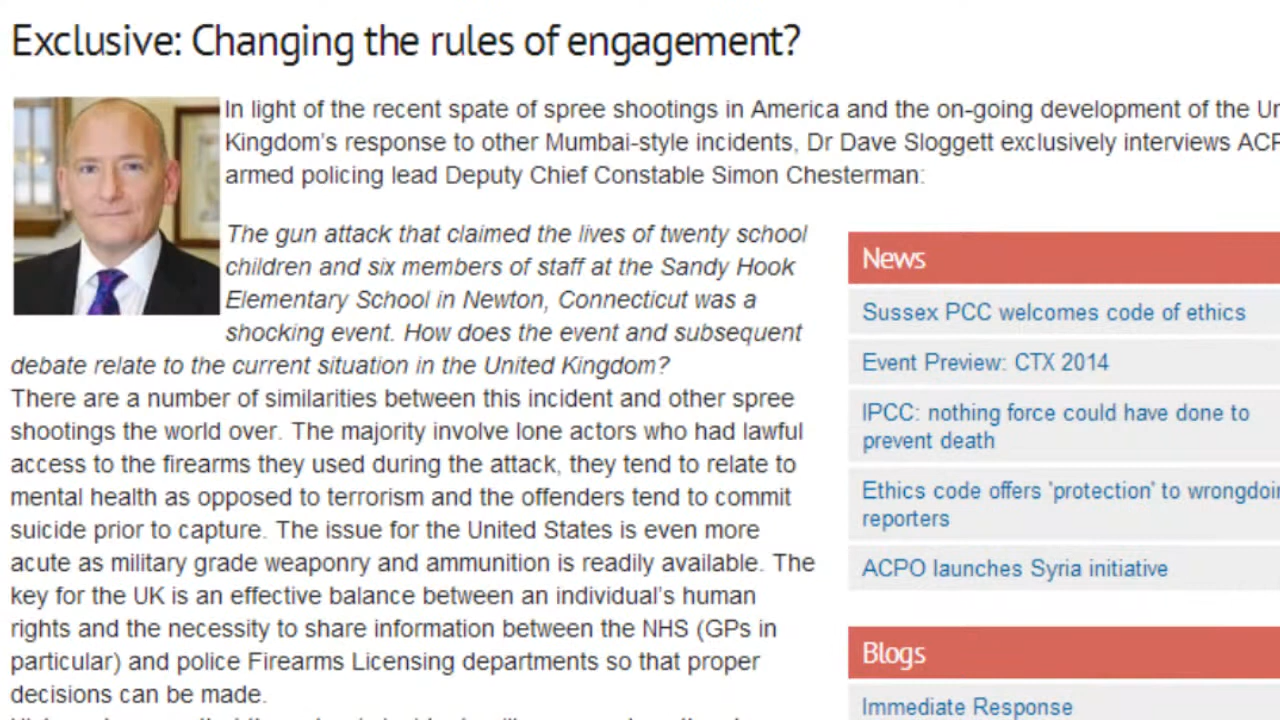 Exclusive: Changing the rules of engagement?
In light of the recent spate of spree shootings in America and the on-going development of the
Kingdom's response to other Mumbai-style incidents, Dr Dave Sloggett exclusively interviews
armed policing lead Deputy Chief Constable Simon Chesterman:
The gun attack that claimed the lives of twenty school
children and six members of staff at the Sandy Hook
Elementary School in Newton, Connecticut was a
shocking event. How does the event and subsequent
debate relate to the current situation in the United Kingdom?
There are a number of similarities between this incident and other spree
shootings the world over. The majority involve lone actors who had lawful
access to the firearms they used during the attack, they tend to relate to
mental health as opposed to terrorism and the offenders tend to commit
suicide prior to capture. The issue for the United States is even more
acute as military grade weaponry and ammunition is readily available. The
key for the UK is an effective balance between an individual's human
rights and the necessity to share information between the NHS (GPs in
particular) and police Firearms Licensing departments so that proper
decisions can be made.
News
Sussex PCC welcomes code of ethics
Event Preview: CTX 2014
IPCC: nothing force could have done to
prevent death
Ethics code offers 'protection' to
reporters
ACPO launches Syria initiative
Blogs
Immediate Response